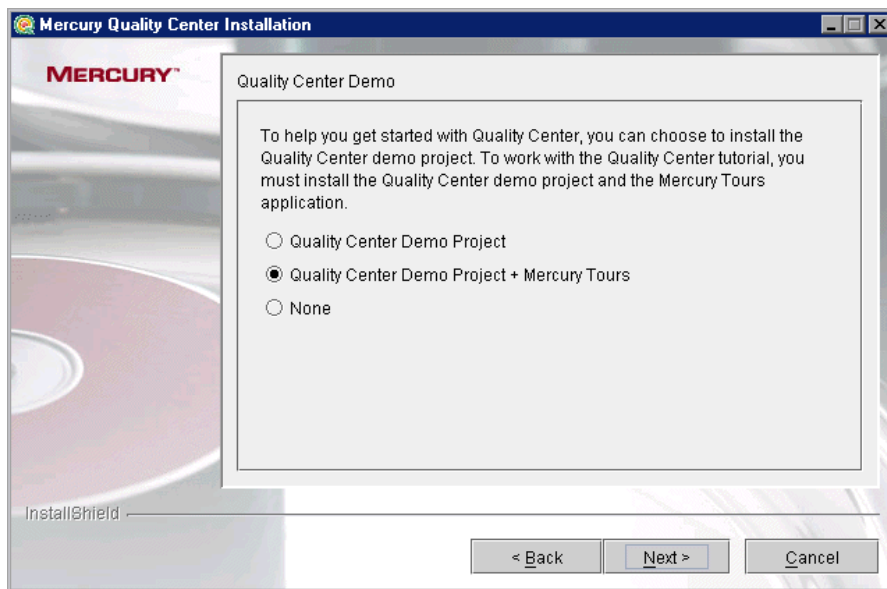 Mercury Quality Center Installation
MERCURY™
Quality Center Demo
To help you get started with Quality Center, you can choose to install the
Quality Center demo project. To work with the Quality Center tutorial, you
must install the Quality Center demo project and the Mercury Tours
application.
Quality Center Demo Project
Quality Center Demo Project + Mercury Tours
None
InstallShield
< Back
Next >
Cancel